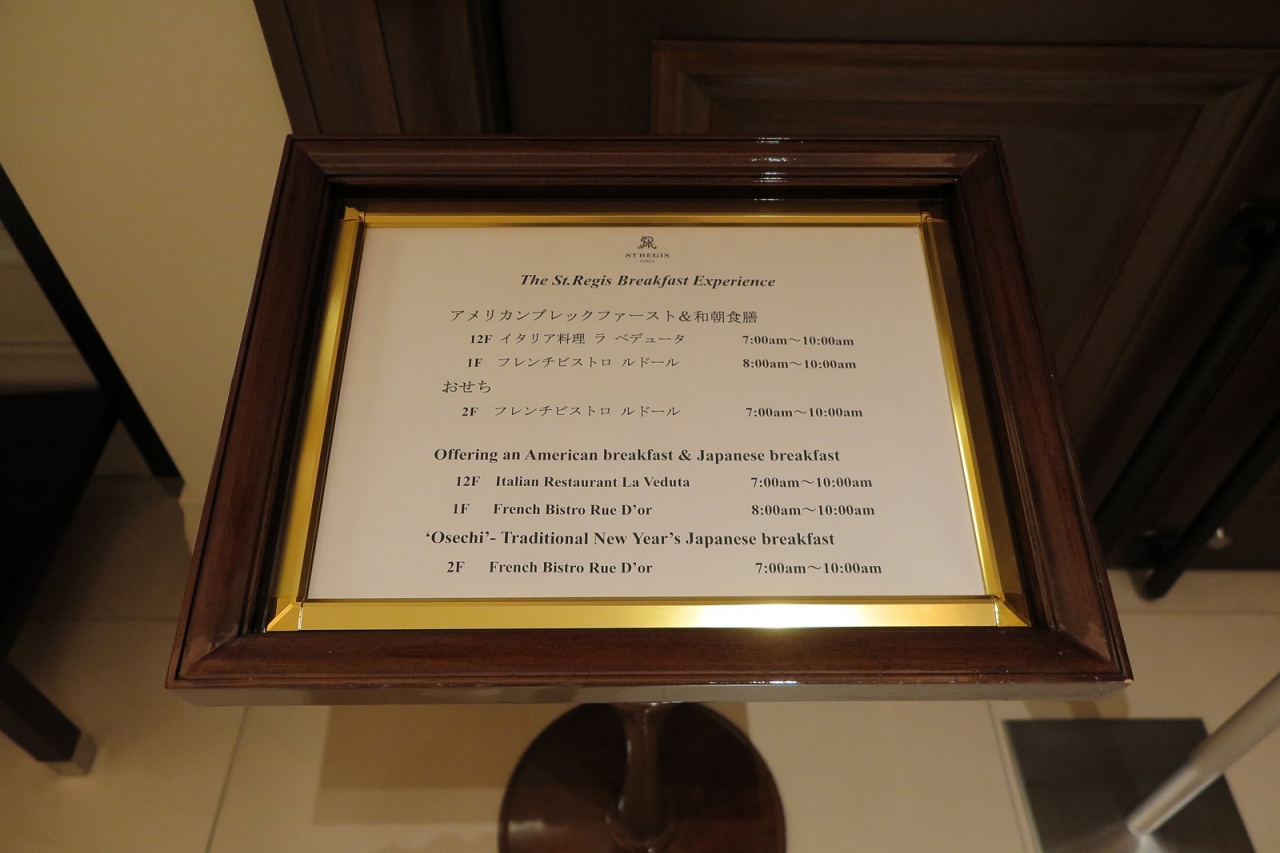 ST REGIS
OSAKA
The St.Regis Breakfast Experience
アメリカンブレックファースト＆和朝食膳
12F イタリア料理 ラ ベデュータ 7:00am～10:00am
1F フレンチビストロ ルドール 8:00am～10:00am
おせち
2F フレンチビストロ ルドール 7:00am～10:00am
Offering an American breakfast & Japanese breakfast
12F Italian Restaurant La Veduta 7:00am～10:00am
1F French Bistro Rue D’or 8:00am～10:00am
‘Osechi’- Traditional New Year’s Japanese breakfast
2F French Bistro Rue D’or 7:00am～10:00am